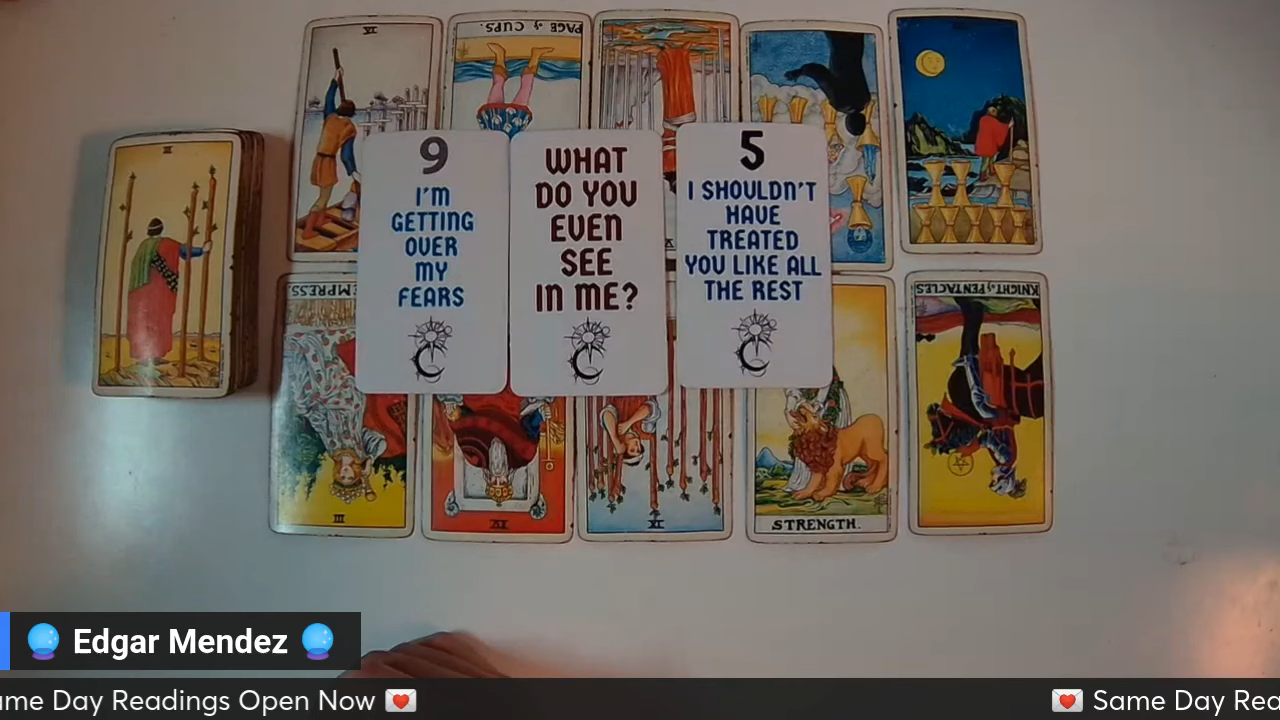 PAGE of CUPS.
9
I'M
GETTING
OVER
MY
FEARS
WHAT
DO YOU
EVEN
SEE
IN ME?
5
I SHOULDN'T
HAVE
TREATED
YOU LIKE ALL
THE REST
III
EMPRESS
KNIGHT of PENTACLES
III
STRENGTH.
Edgar Mendez
ame Day Readings Open Now
Same Day Rea